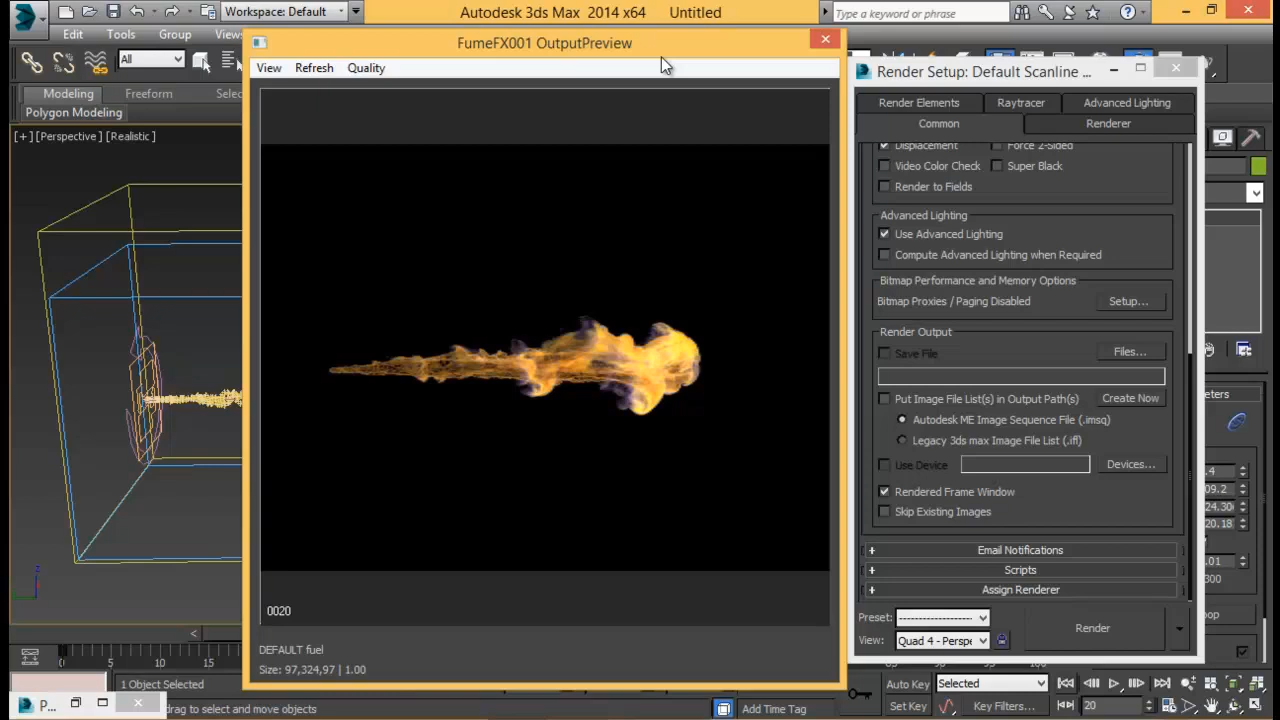 Workspace: Default
Autodesk 3ds Max 2014 x64 Untitled
Type a keyword or phrase
Edit Tools Group
All
Modeling Freeform
Polygon Modeling
[+] [Perspective] [Realistic]
FumeFX001 OutputPreview
View Refresh Quality
0020
DEFAULT fuel
Size: 97,324,97 | 1.00
Render Setup: Default Scanline ...
Render Elements Raytracer Advanced Lighting
Common Renderer
Displacement Force 2-Sided
Video Color Check Super Black
Render to Fields
Advanced Lighting
Use Advanced Lighting
Compute Advanced Lighting when Required
Bitmap Performance and Memory Options
Bitmap Proxies / Paging Disabled Setup...
Render Output
Save File Files...
Put Image File List(s) in Output Path(s) Create Now
Autodesk ME Image Sequence File (.imsq)
Legacy 3ds max Image File List (.ifl)
Use Device Devices...
Rendered Frame Window
Skip Existing Images
+ Email Notifications
+ Scripts
+ Assign Renderer
Preset: --------------------
View: Quad 4 - Perspe
Render
0 5 10 15
1 Object Selected
P...
drag to select and move objects
Add Time Tag
Auto Key Selected
Set Key Key Filters...
20